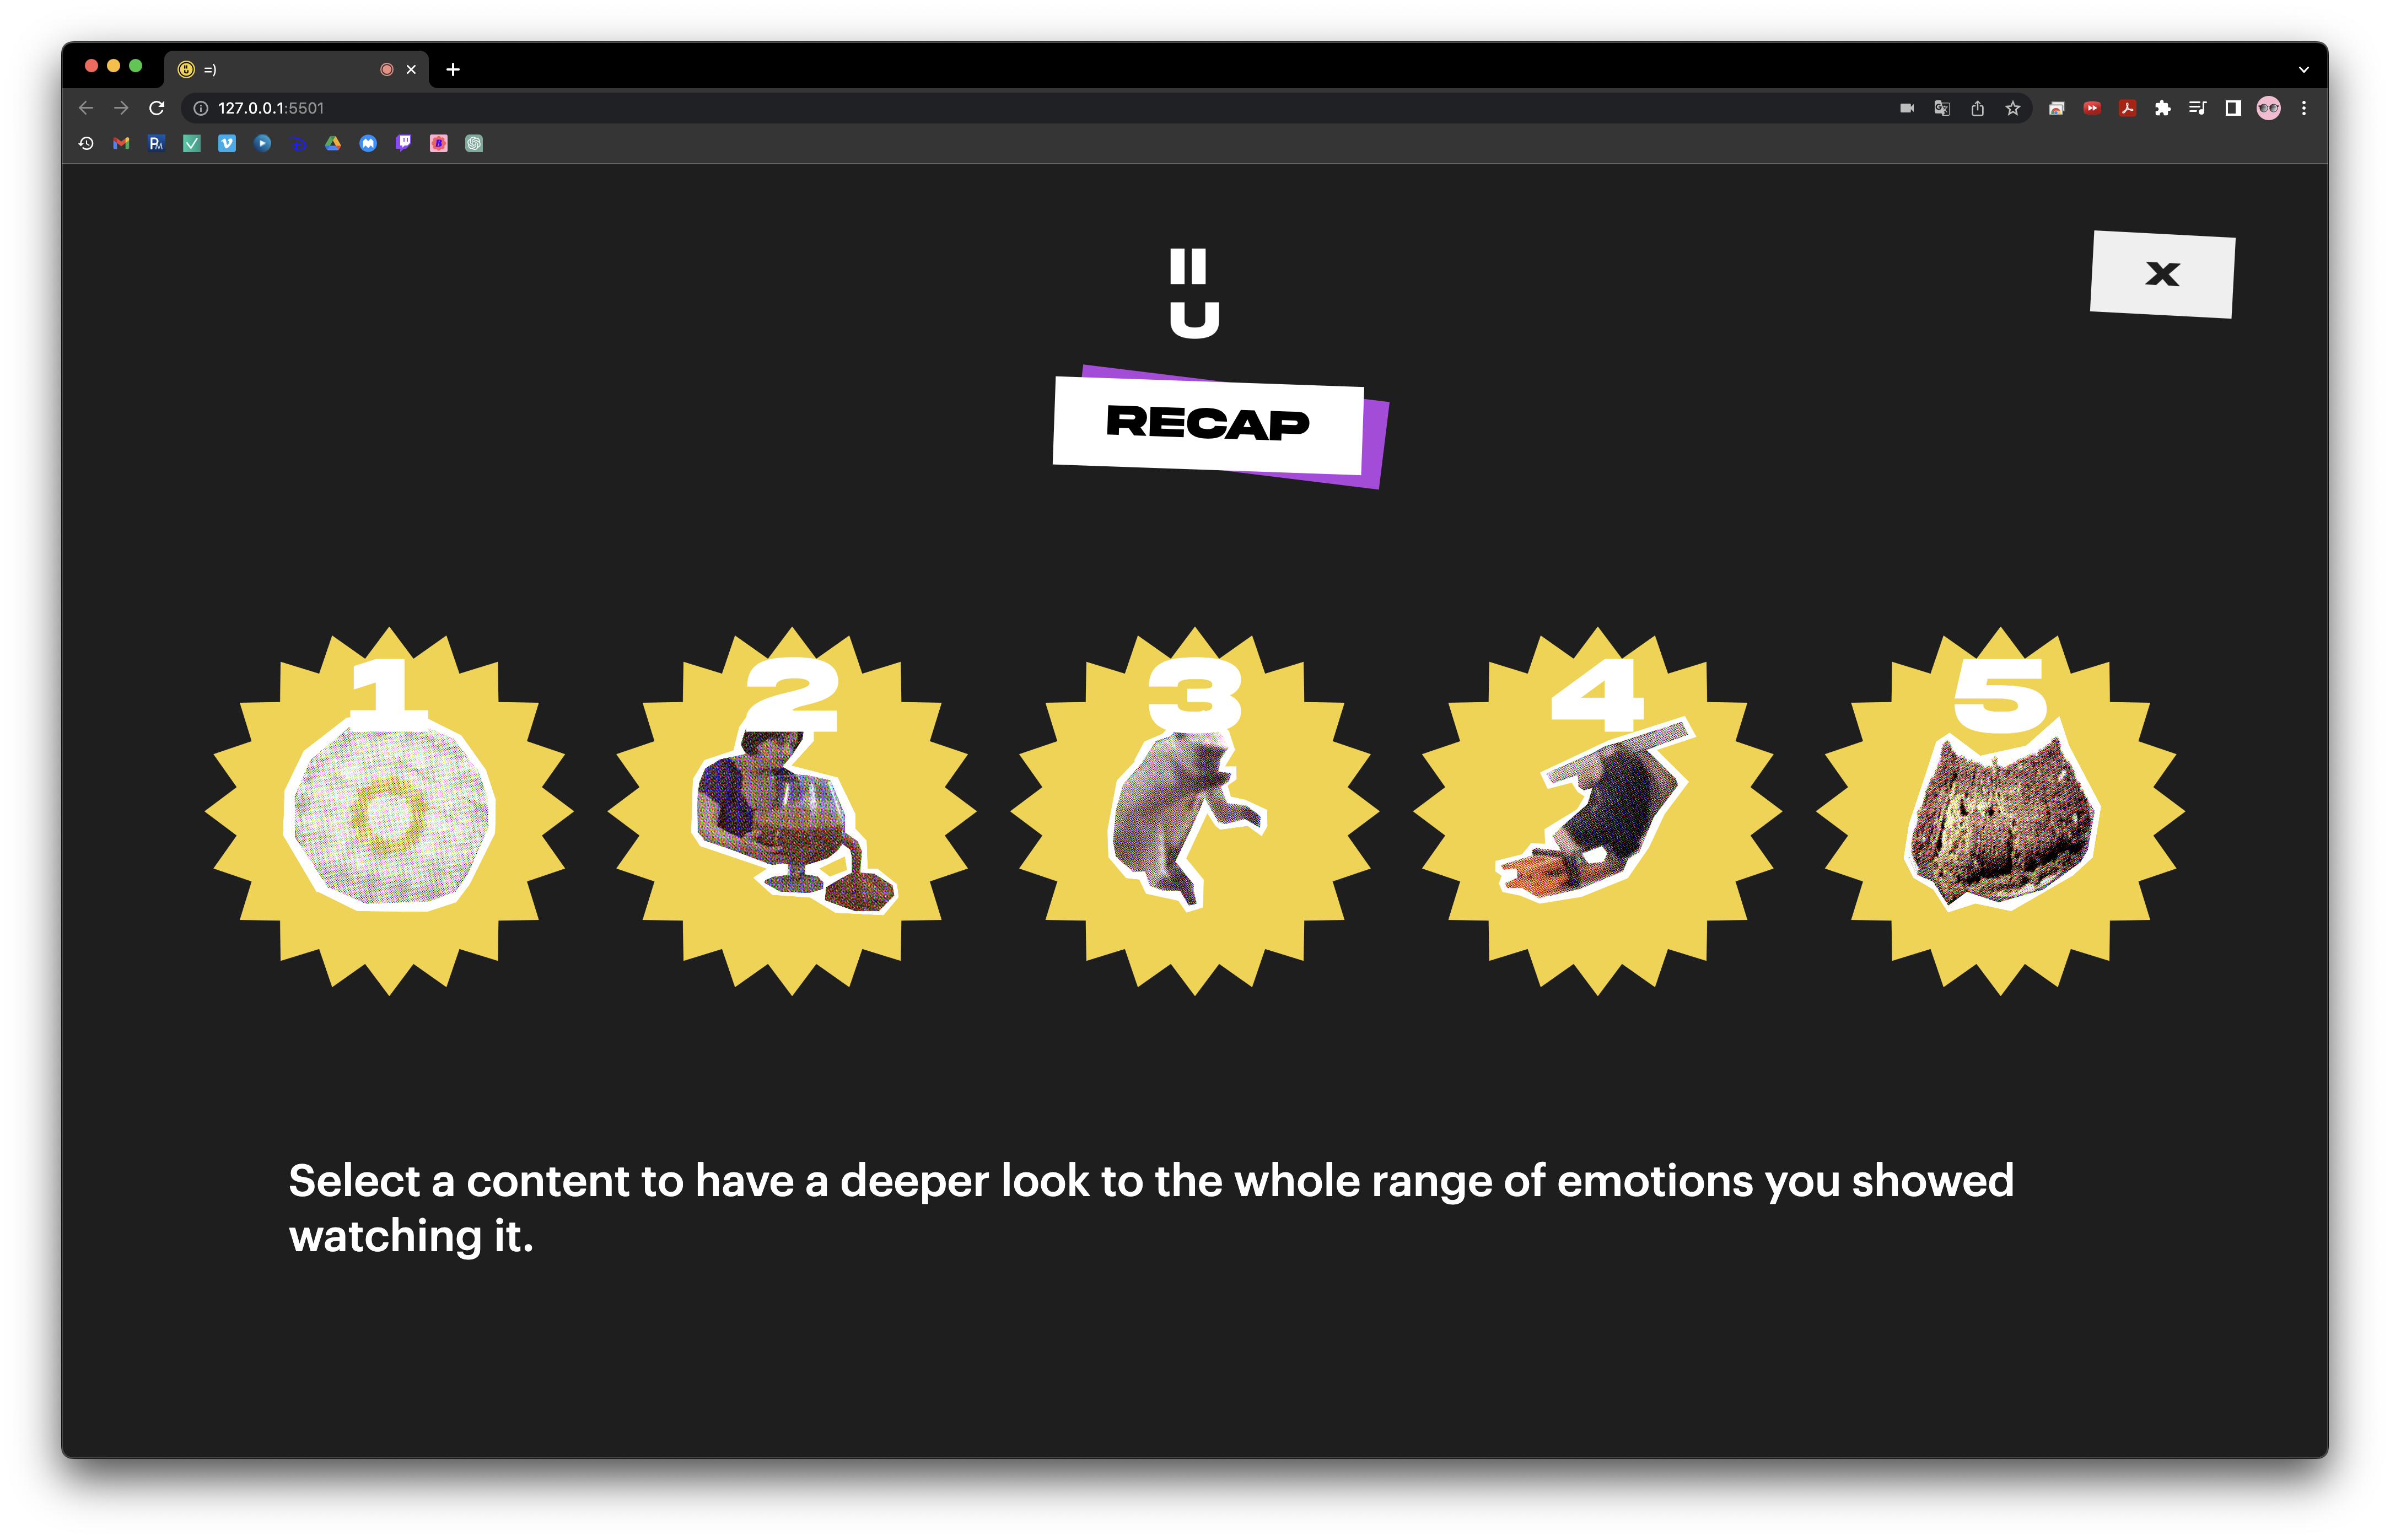 =)
127.0.0.1:5501
II
U
X
RECAP
1
2
3
4
5
Select a content to have a deeper look to the whole range of emotions you showed
watching it.